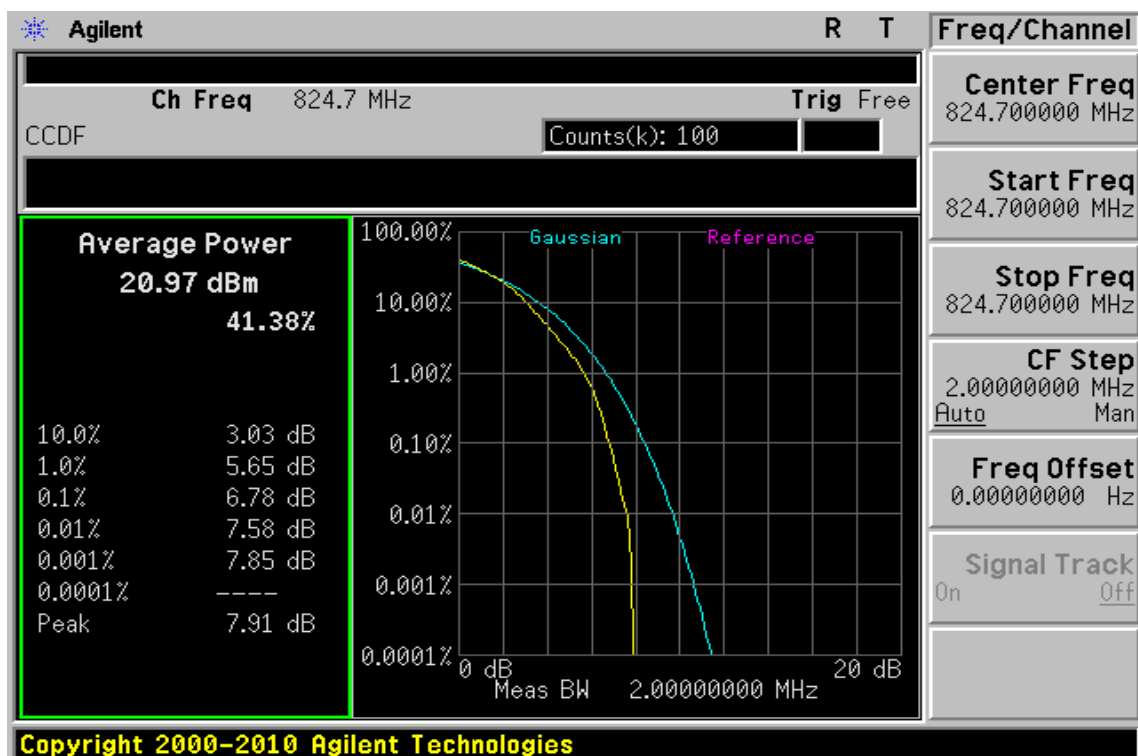 Agilent R T Freq/Channel
Ch Freq 824.7 MHz Trig Free
CCDF Counts(k): 100
Center Freq
824.700000 MHz
Start Freq
824.700000 MHz
Stop Freq
824.700000 MHz
CF Step
2.00000000 MHz
Auto Man
Freq Offset
0.00000000 Hz
Signal Track
On Off
Average Power
20.97 dBm
41.38%
10.0% 3.03 dB
1.0% 5.65 dB
0.1% 6.78 dB
0.01% 7.58 dB
0.001% 7.85 dB
0.0001% ----
Peak 7.91 dB
Gaussian Reference
100.00%
10.00%
1.00%
0.10%
0.01%
0.001%
0.0001%
0 dB 20 dB
Meas BW 2.00000000 MHz
Copyright 2000-2010 Agilent Technologies